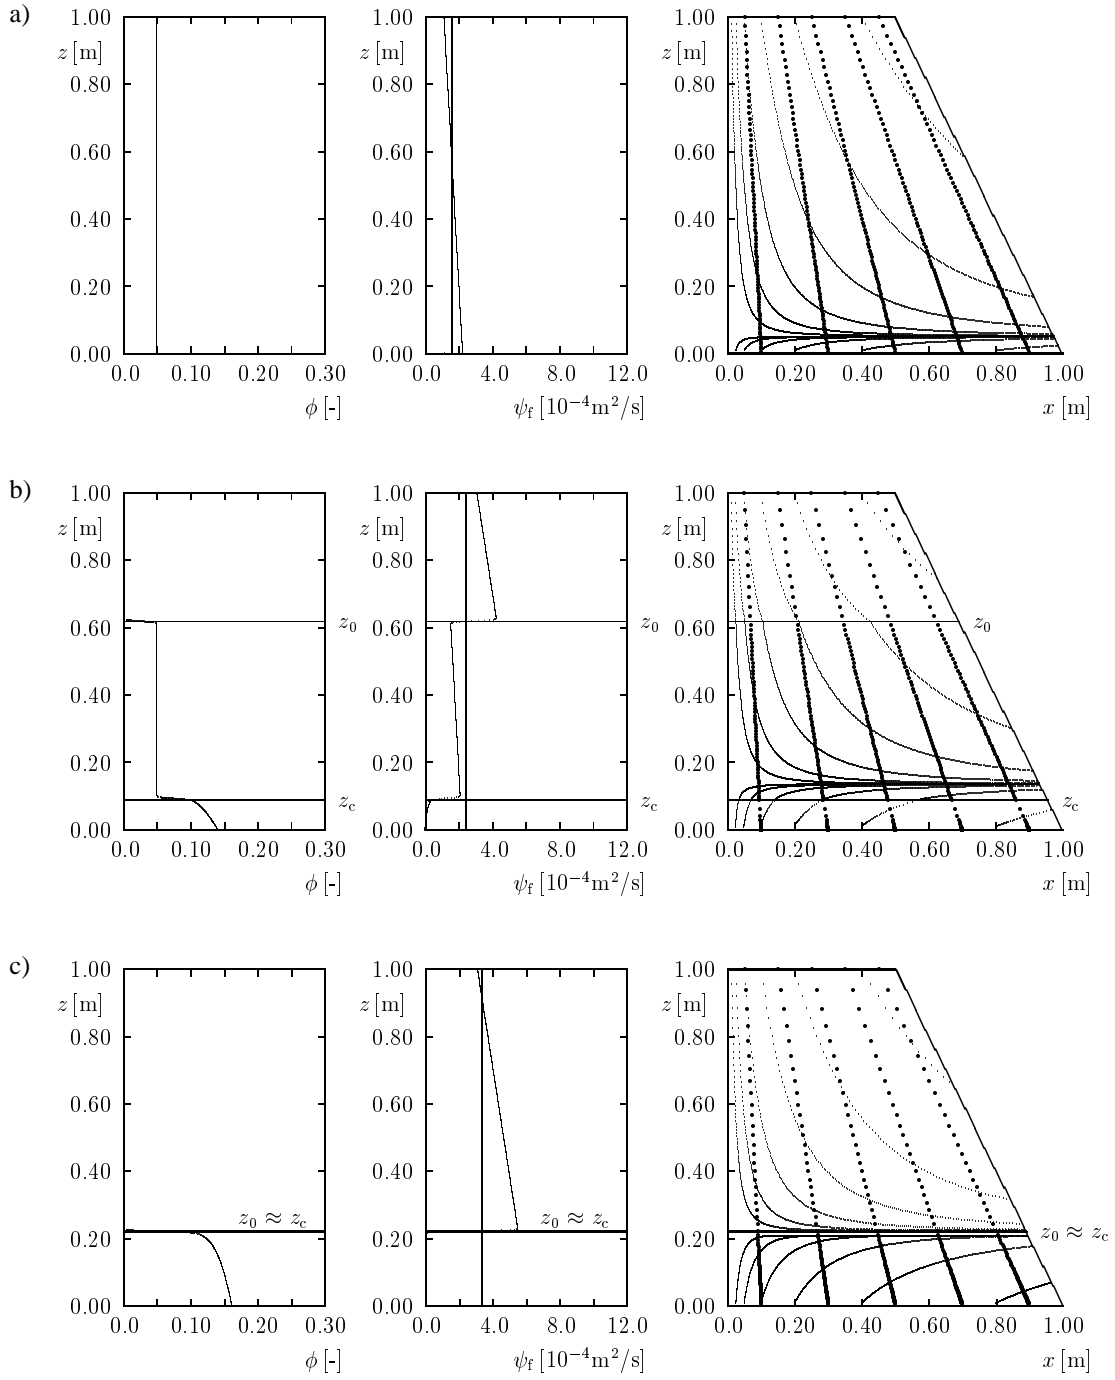 a)
1.00 1.00 1.00
z [m] z [m] z [m]
0.80 0.80 0.80
0.60 0.60 0.60
0.40 0.40 0.40
0.20 0.20 0.20
0.00 0.00 0.00
0.0 0.10 0.20 0.30 0.0 4.0 8.0 12.0 0.00 0.20 0.40 0.60 0.80 1.00
ϕ [-] ψf [10−4m2/s] x [m]
b)
1.00 1.00 1.00
z [m] z [m] z [m]
0.80 0.80 0.80
0.60 z0 0.60 z0 0.60 z0
0.40 0.40 0.40
0.20 0.20 0.20
zc zc zc
0.00 0.00 0.00
0.0 0.10 0.20 0.30 0.0 4.0 8.0 12.0 0.00 0.20 0.40 0.60 0.80 1.00
ϕ [-] ψf [10−4m2/s] x [m]
c)
1.00 1.00 1.00
z [m] z [m] z [m]
0.80 0.80 0.80
0.60 0.60 0.60
0.40 0.40 0.40
z0 ≈ zc z0 ≈ zc z0 ≈ zc
0.20 0.20 0.20
0.00 0.00 0.00
0.0 0.10 0.20 0.30 0.0 4.0 8.0 12.0 0.00 0.20 0.40 0.60 0.80 1.00
ϕ [-] ψf [10−4m2/s] x [m]